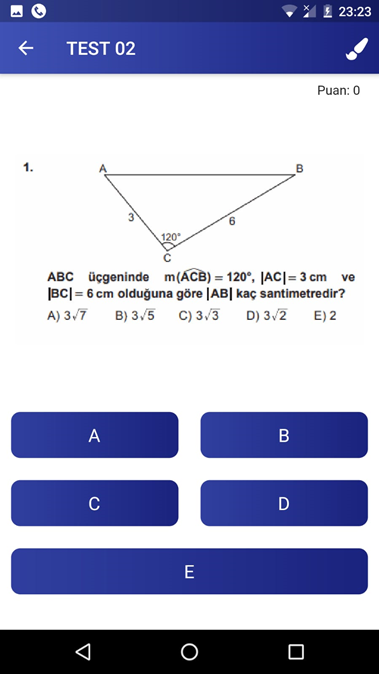 23:23
TEST 02
Puan: 0
1.
A
B
3
6
120°
C
ABC üçgeninde m(ACB) = 120°, |AC|= 3 cm ve
|BC| = 6 cm olduğuna göre |AB| kaç santimetredir?
A) 3√7 B) 3√5 C) 3√3 D) 3√2 E) 2
A
B
C
D
E